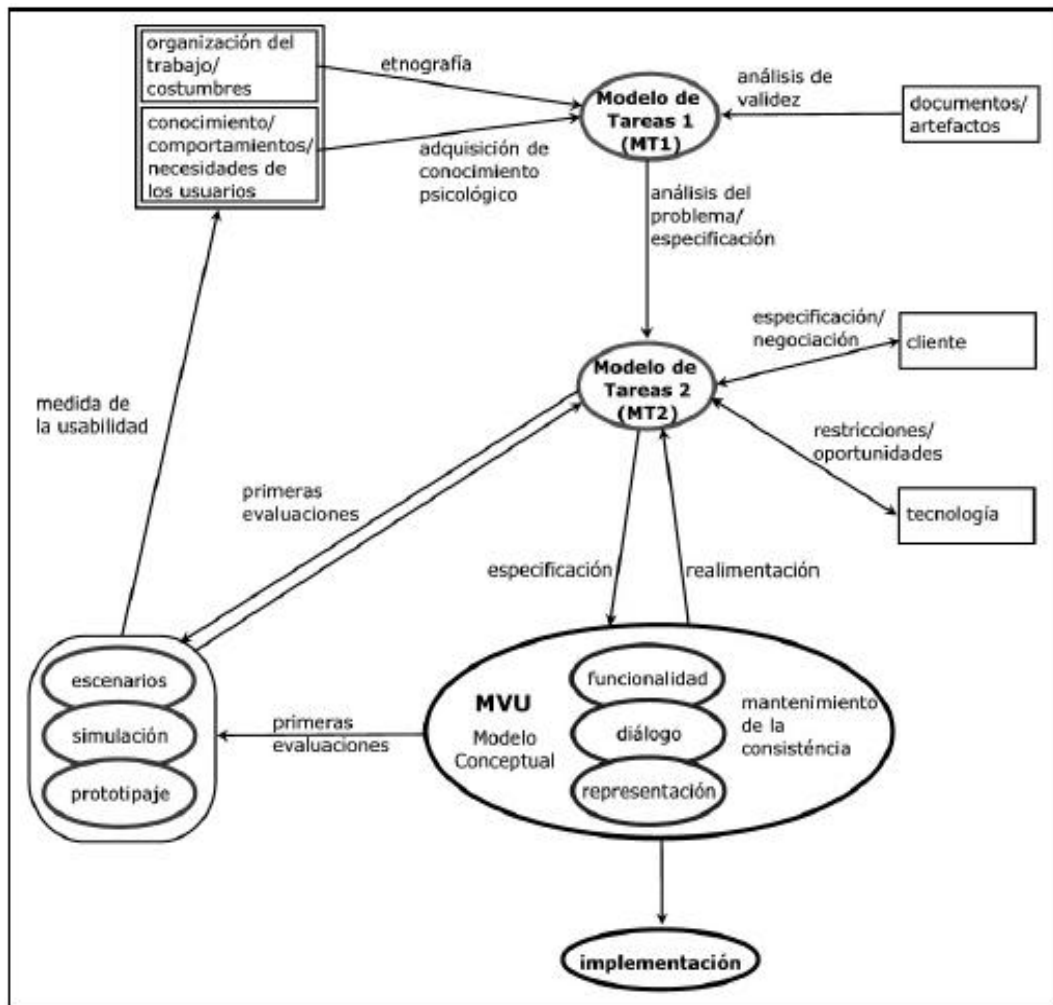 organización del
trabajo/
costumbres
conocimiento/
comportamientos/
necesidades de
los usuarios
etnografía
adquisición de
conocimiento
psicológico
Modelo de
Tareas 1
(MT1)
análisis de
validez
documentos/
artefactos
análisis del
problema/
especificación
especificación/
negociación
cliente
Modelo de
Tareas 2
(MT2)
restricciones/
oportunidades
tecnología
medida de
la usabilidad
primeras
evaluaciones
especificación
realimentación
escenarios
simulación
prototipaje
primeras
evaluaciones
MVU
Modelo
Conceptual
funcionalidad
diálogo
representación
mantenimiento
de la
consisténcia
implementación